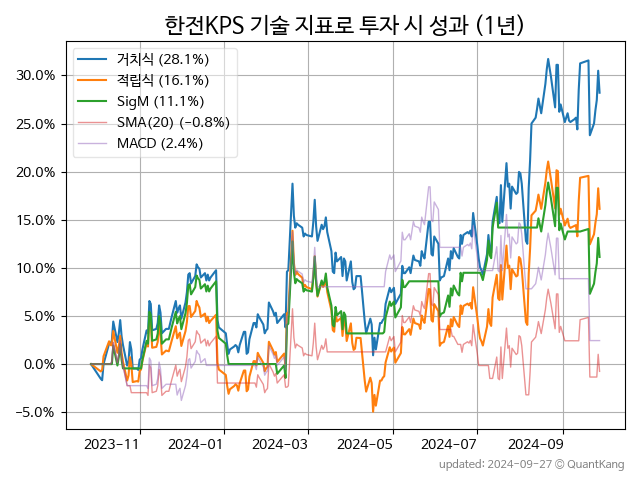 한전KPS 기술 지표로 투자 시 성과 (1년)
거치식 (28.1%)
적립식 (16.1%)
SigM (11.1%)
SMA(20) (−0.8%)
MACD (2.4%)
30.0%
25.0%
20.0%
15.0%
10.0%
5.0%
0.0%
−5.0%
2023-11 2024-01 2024-03 2024-05 2024-07 2024-09
updated: 2024-09-27 © QuantKang